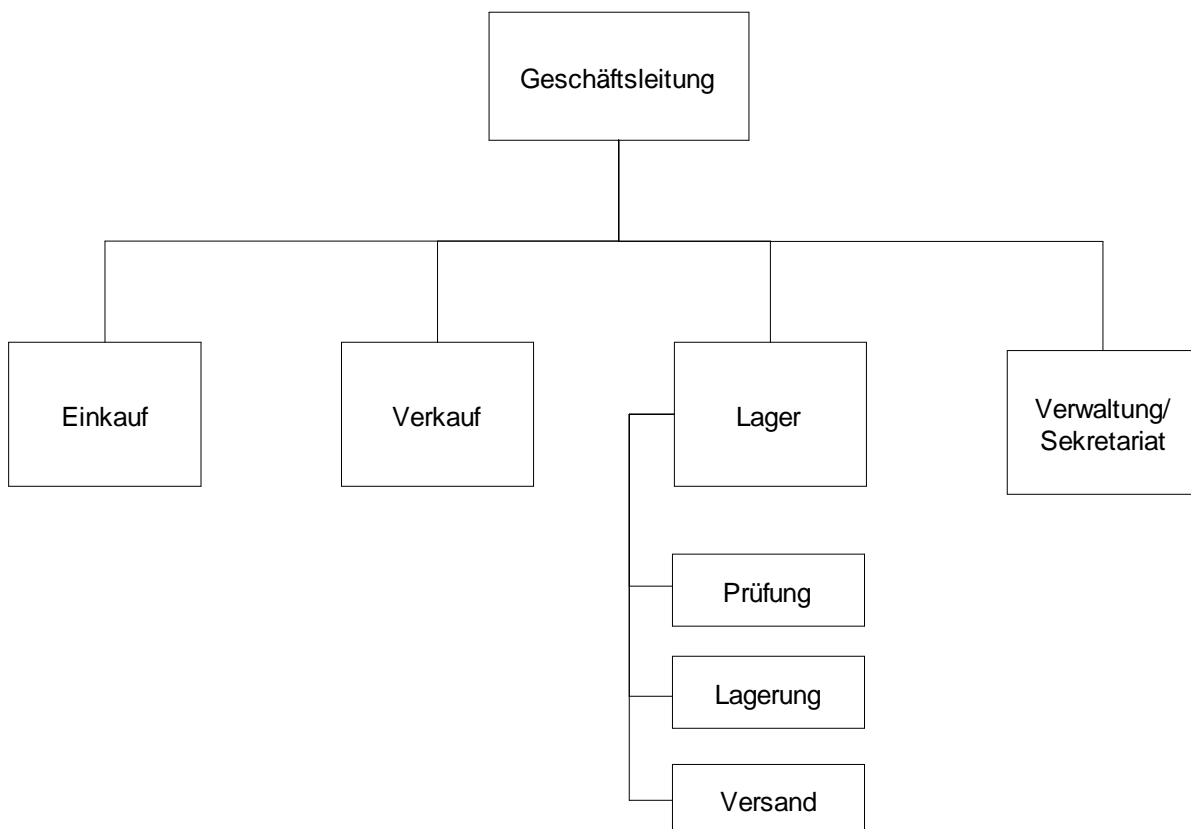 Geschäftsleitung
Einkauf
Verkauf
Lager
Verwaltung/
Sekretariat
Prüfung
Lagerung
Versand